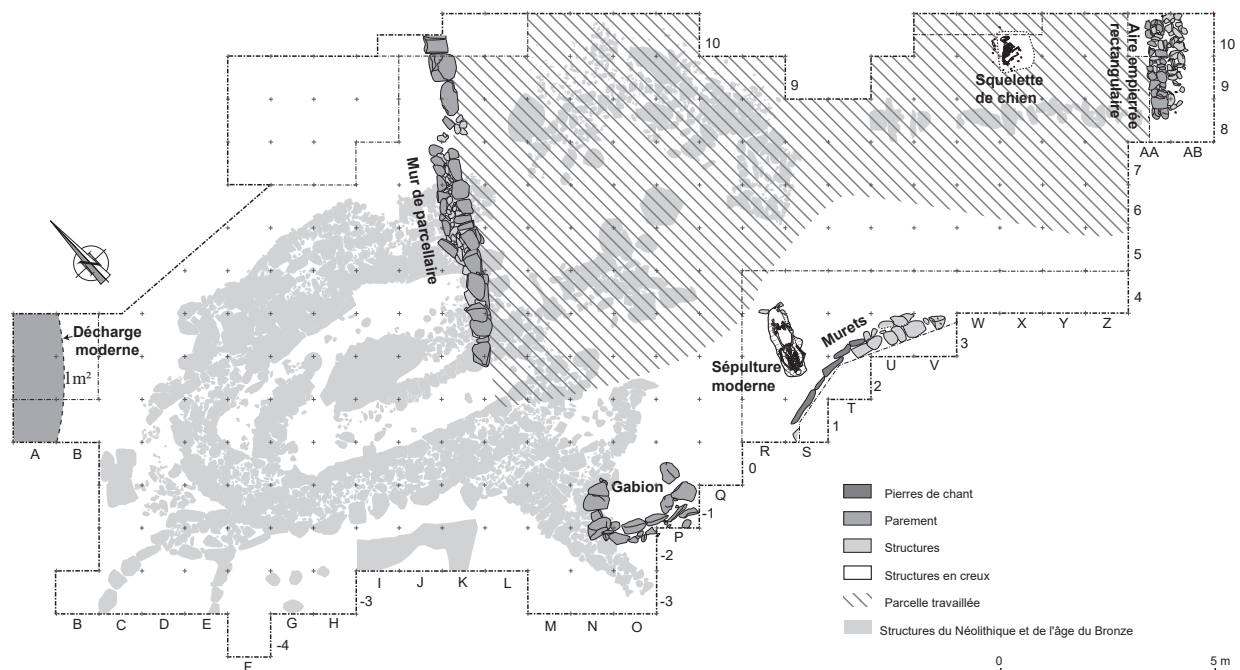 10
9
Squelette
de chien
Aire empierrée
rectangulaire
10
9
8
AA
AB
7
6
5
4
Mur de parcellaire
Décharge
moderne
1m²
A
B
Sépulture
moderne
Murets
W
X
Y
Z
3
U
V
2
T
1
R
S
0
Q
Gabion
-1
P
-2
-3
I
J
K
L
-3
M
N
O
B
C
D
E
G
H
-4
F
Pierres de chant
Parement
Structures
Structures en creux
Parcelle travaillée
Structures du Néolithique et de l'âge du Bronze
0
5 m